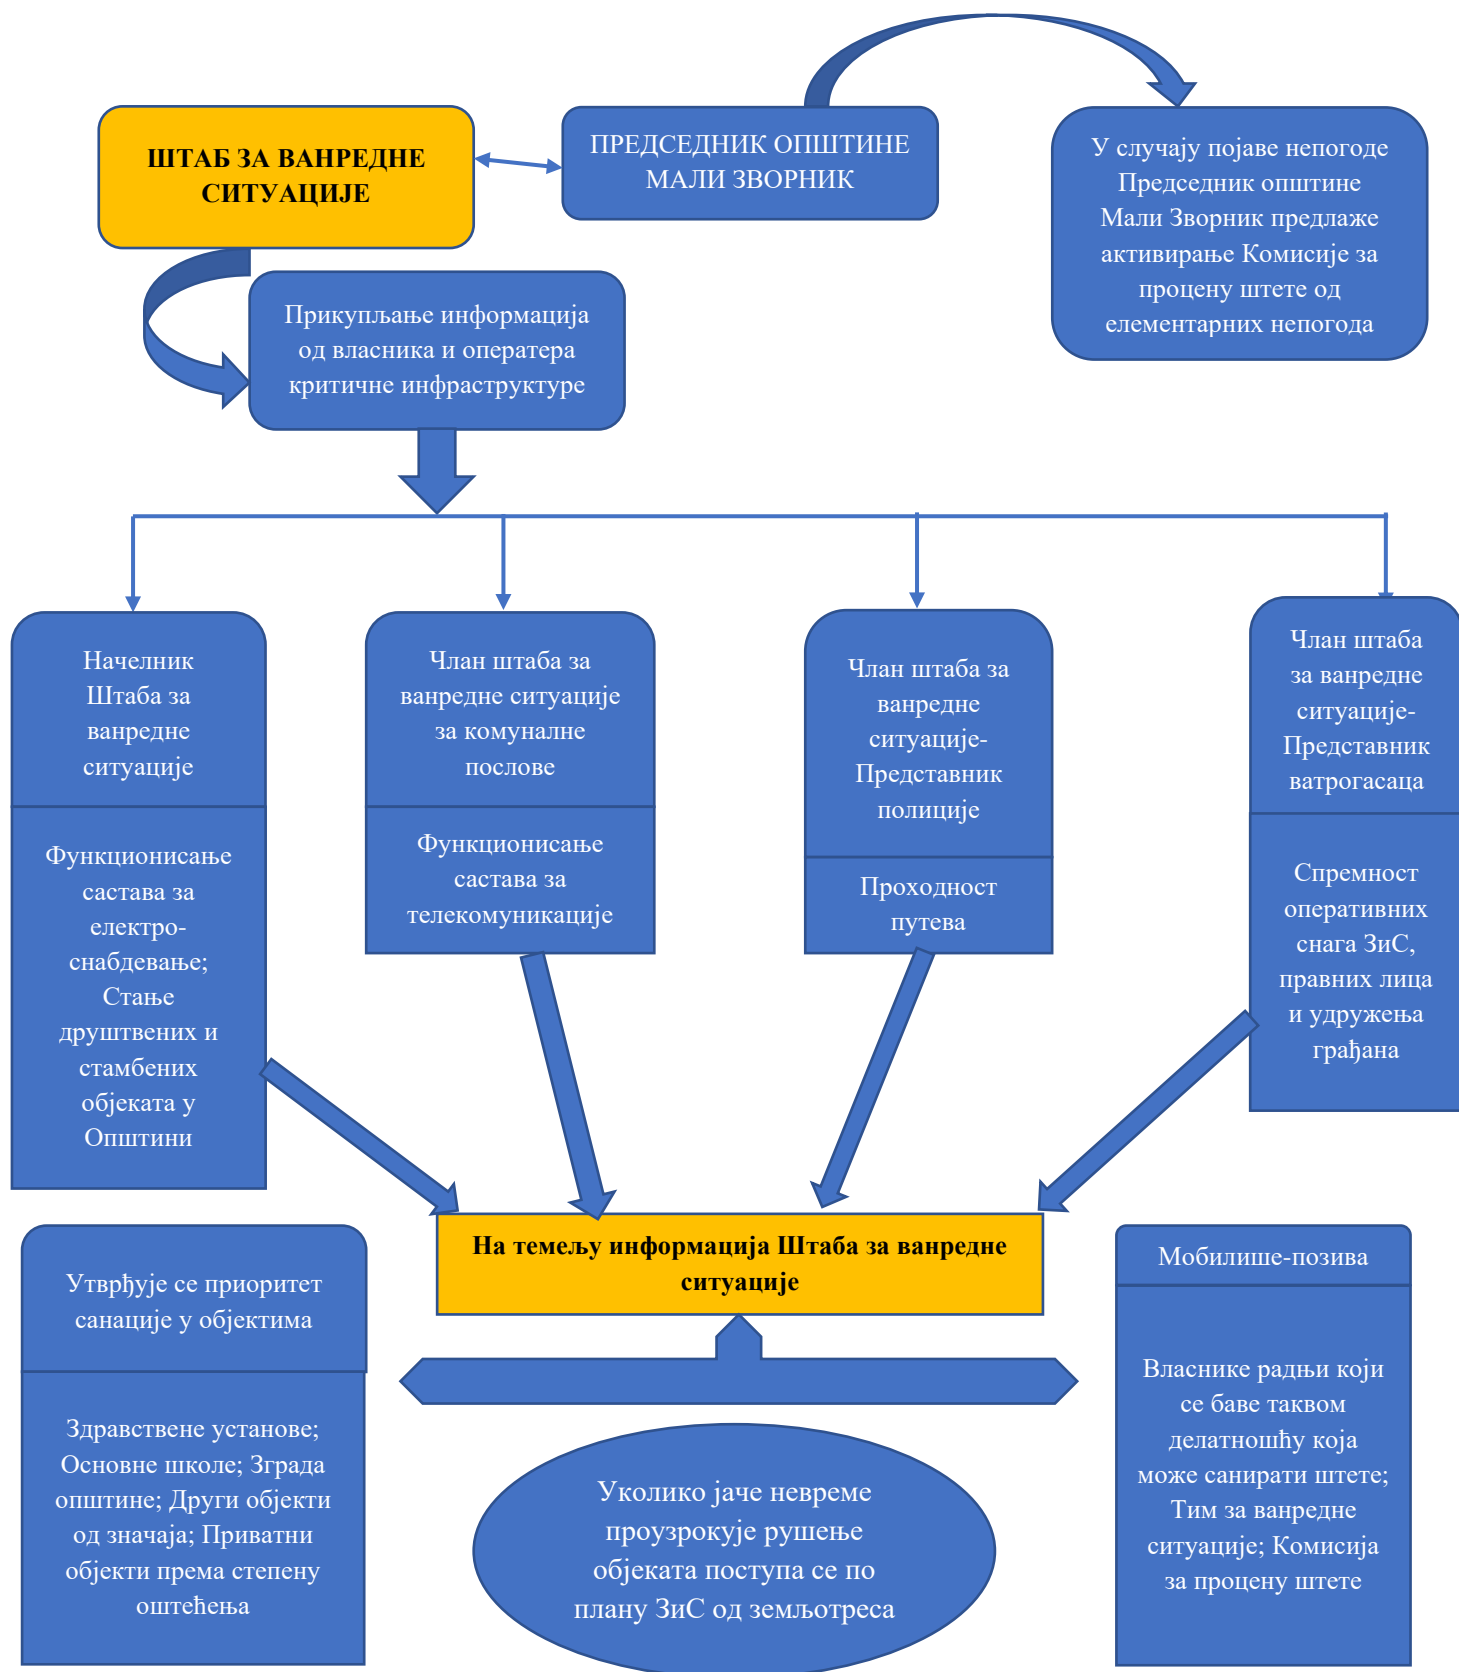 ШТАБ ЗА ВАНРЕДНЕ
СИТУАЦИЈЕ
ПРЕДСЕДНИК ОПШТИНЕ
МАЛИ ЗВОРНИК
У случају појаве непогоде
Председник општине
Мали Зворник предлаже
активирање Комисије за
процену штете од
елементарних непогода
Прикупљање информација
од власника и оператера
критичне инфраструктуре
Начелник
Штаба за
ванредне
ситуације
Функционисање
састава за
електро-
снабдевање;
Стање
друштвених и
стамбених
објеката у
Општини
Члан штаба за
ванредне ситуације
за комуналне
послове
Функционисање
састава за
телекомуникације
Члан штаба за
ванредне
ситуације-
Представник
полиције
Проходност
путева
Члан штаба
за ванредне
ситуације-
Представник
ватрогасаца
Спремност
оперативних
снага ЗиС,
правних лица
и удружења
грађана
На темељу информација Штаба за ванредне
ситуације
Утврђује се приоритет
санације у објектима
Здравствене установе;
Основне школе; Зграда
општине; Други објекти
од значаја; Приватни
објекти према степену
оштећења
Уколико јаче невреме
проузрокује рушење
објеката поступа се по
плану ЗиС од земљотреса
Мобилише-позива
Власнике радњи који
се баве таквом
делатношћу која
може санирати штете;
Тим за ванредне
ситуације; Комисија
за процену штете